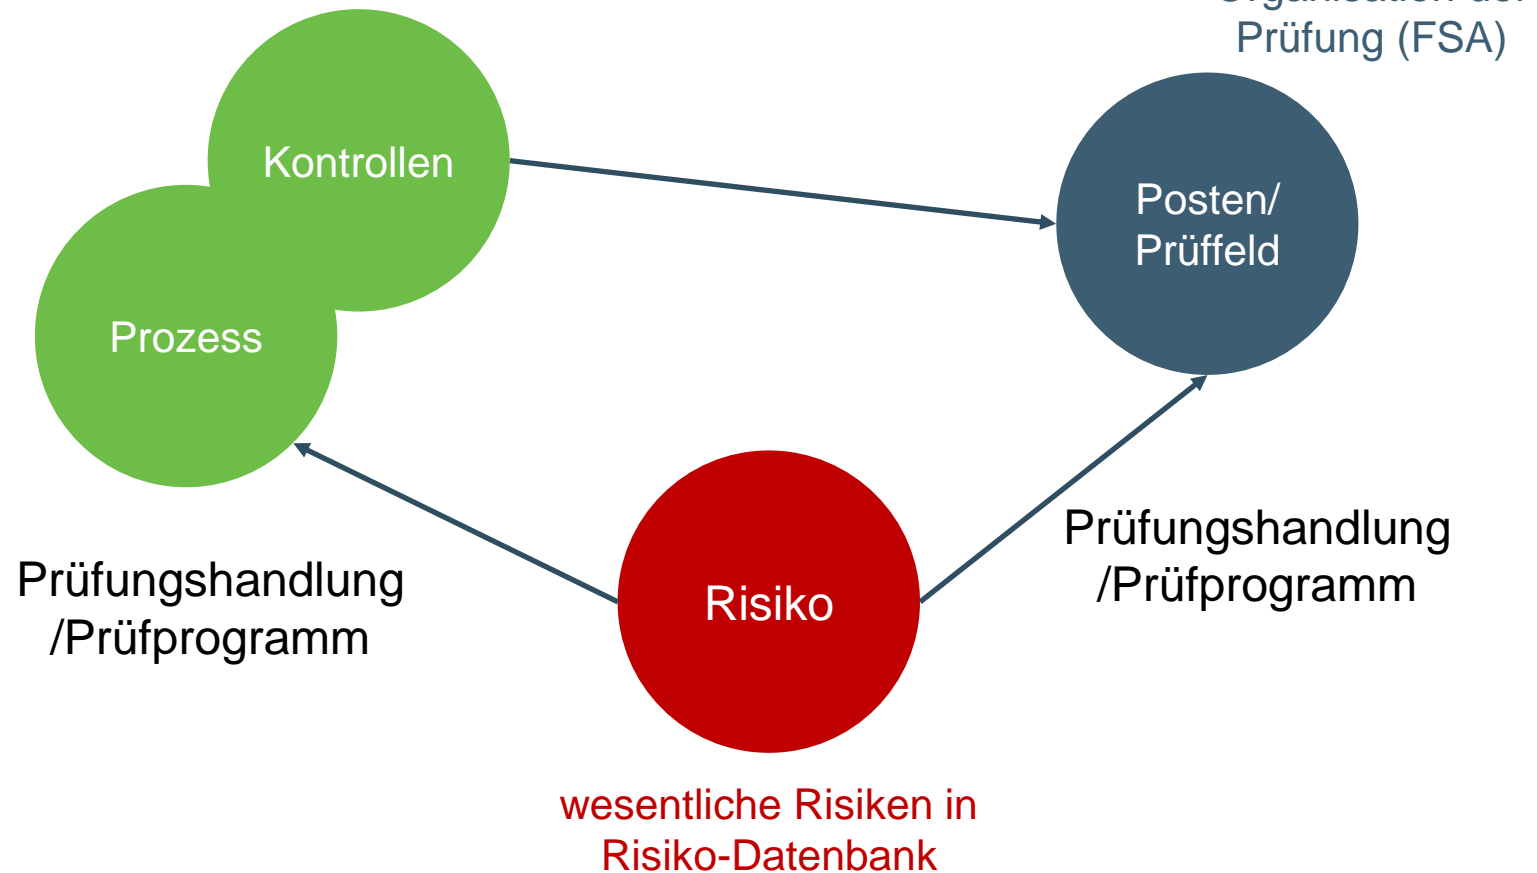 Prüfung (FSA)
Kontrollen
Posten/
Prüffeld
Prozess
Prüfungshandlung
/Prüfprogramm
Prüfungshandlung
/Prüfprogramm
Risiko
wesentliche Risiken in
Risiko-Datenbank